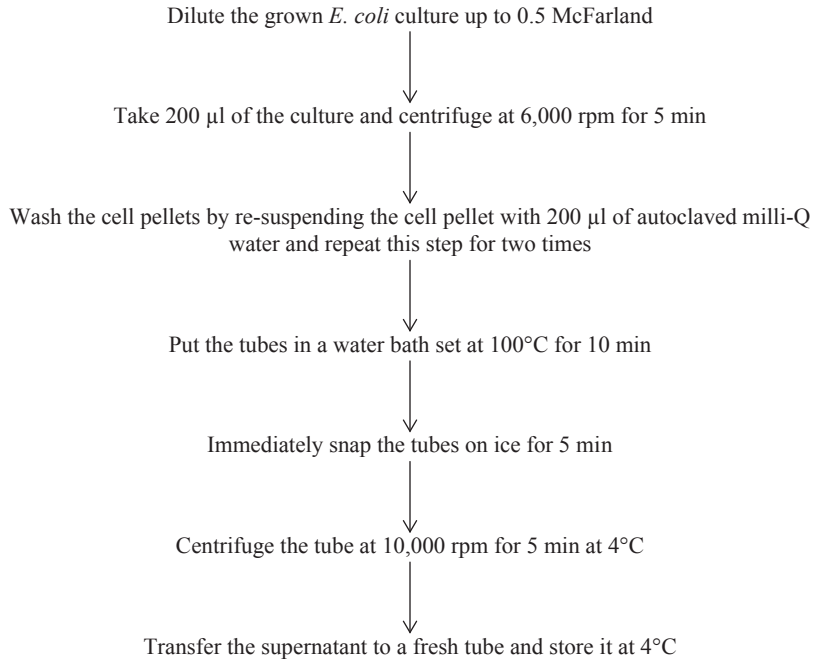 Dilute the grown E. coli culture up to 0.5 McFarland
Take 200 µl of the culture and centrifuge at 6,000 rpm for 5 min
Wash the cell pellets by re-suspending the cell pellet with 200 µl of autoclaved milli-Q
water and repeat this step for two times
Put the tubes in a water bath set at 100°C for 10 min
Immediately snap the tubes on ice for 5 min
Centrifuge the tube at 10,000 rpm for 5 min at 4°C
Transfer the supernatant to a fresh tube and store it at 4°C